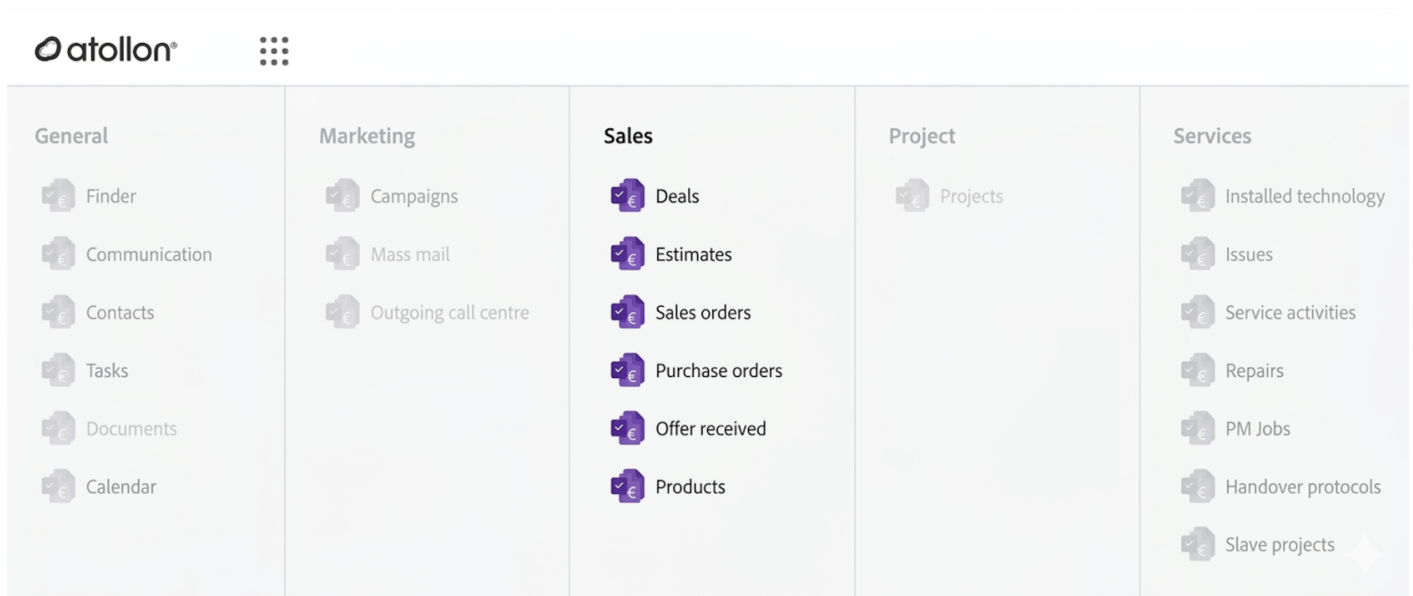 atollon®
General
Finder
Communication
Contacts
Tasks
Documents
Calendar
Marketing
Campaigns
Mass mail
Outgoing call centre
Sales
Deals
Estimates
Sales orders
Purchase orders
Offer received
Products
Project
Projects
Services
Installed technology
Issues
Service activities
Repairs
PM Jobs
Handover protocols
Slave projects